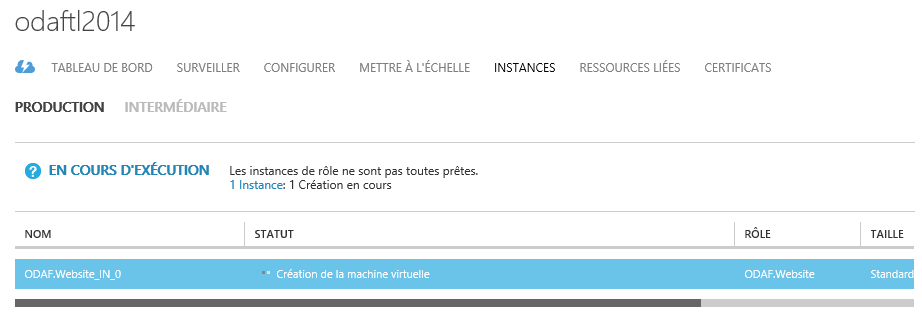 odaftl2014
TABLEAU DE BORD SURVEILLER CONFIGURER METTRE À L'ÉCHELLE INSTANCES RESSOURCES LIÉES CERTIFICATS
PRODUCTION INTERMÉDIAIRE
? EN COURS D'EXÉCUTION Les instances de rôle ne sont pas toutes prêtes.
1 Instance: 1 Création en cours
NOM STATUT RÔLE TAILLE
ODAF.Website_IN_0 Création de la machine virtuelle ODAF.Website Standard